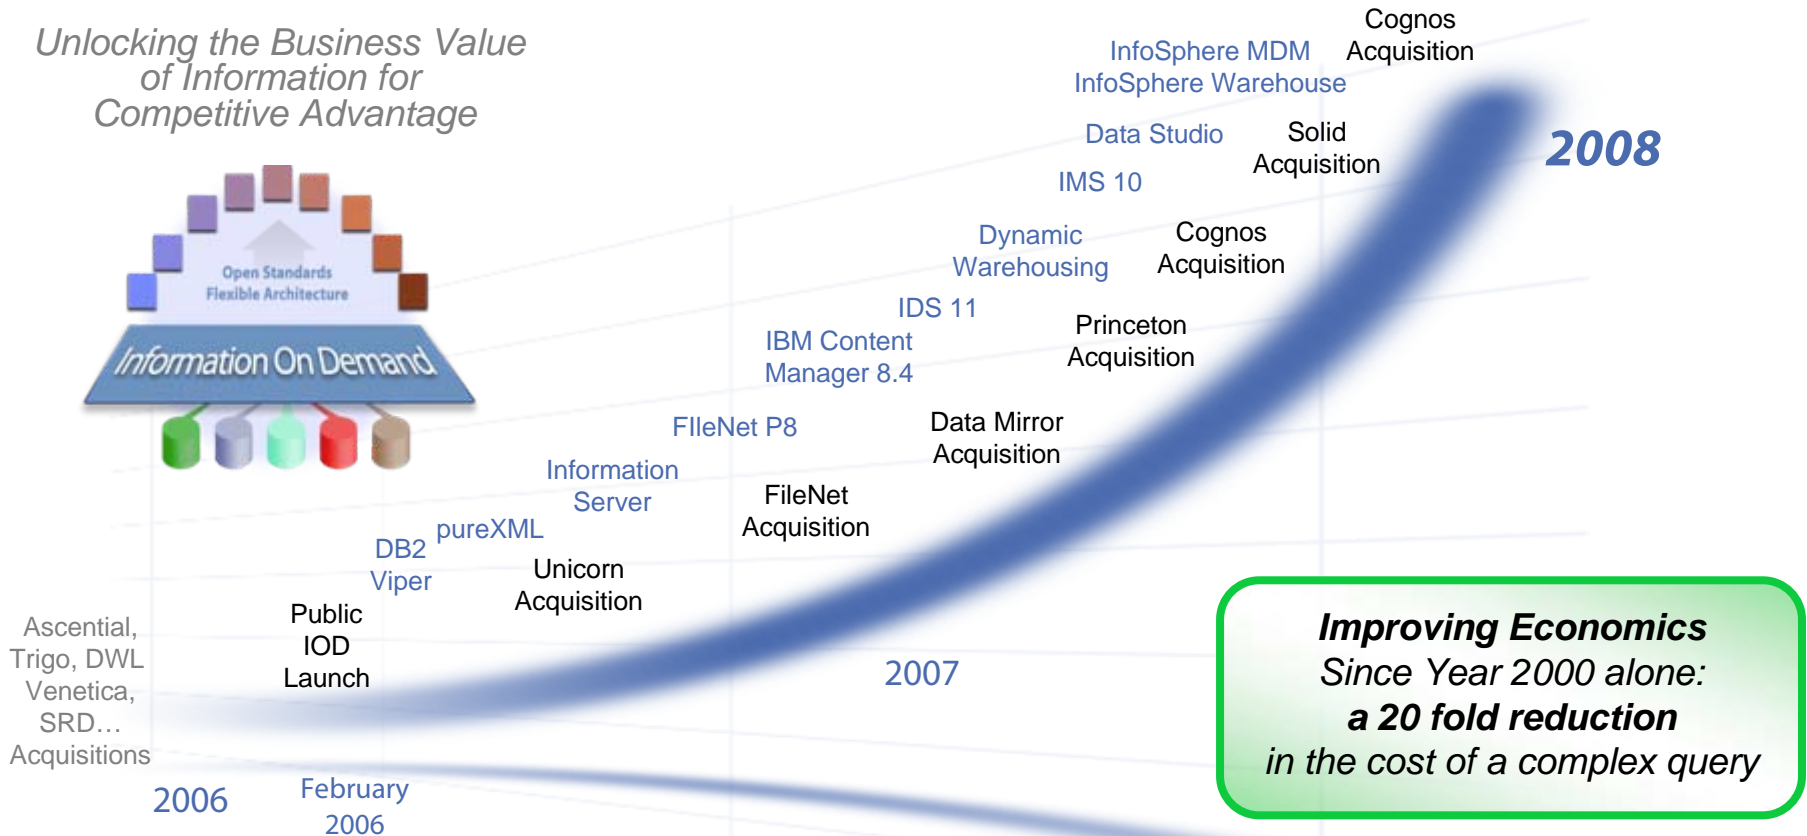 Unlocking the Business Value
of Information for
Competitive Advantage
Open Standards
Flexible Architecture
Information On Demand
Ascential,
Trigo, DWL
Venetica,
SRD…
Acquisitions
2006
February
2006
Public
IOD
Launch
DB2
Viper
pureXML
Unicorn
Acquisition
Information
Server
FIleNet P8
FileNet
Acquisition
IBM Content
Manager 8.4
IDS 11
Data Mirror
Acquisition
Dynamic
Warehousing
Princeton
Acquisition
IMS 10
Cognos
Acquisition
Data Studio
Solid
Acquisition
InfoSphere MDM
InfoSphere Warehouse
Cognos
Acquisition
2007
2008
Improving Economics
Since Year 2000 alone:
a 20 fold reduction
in the cost of a complex query